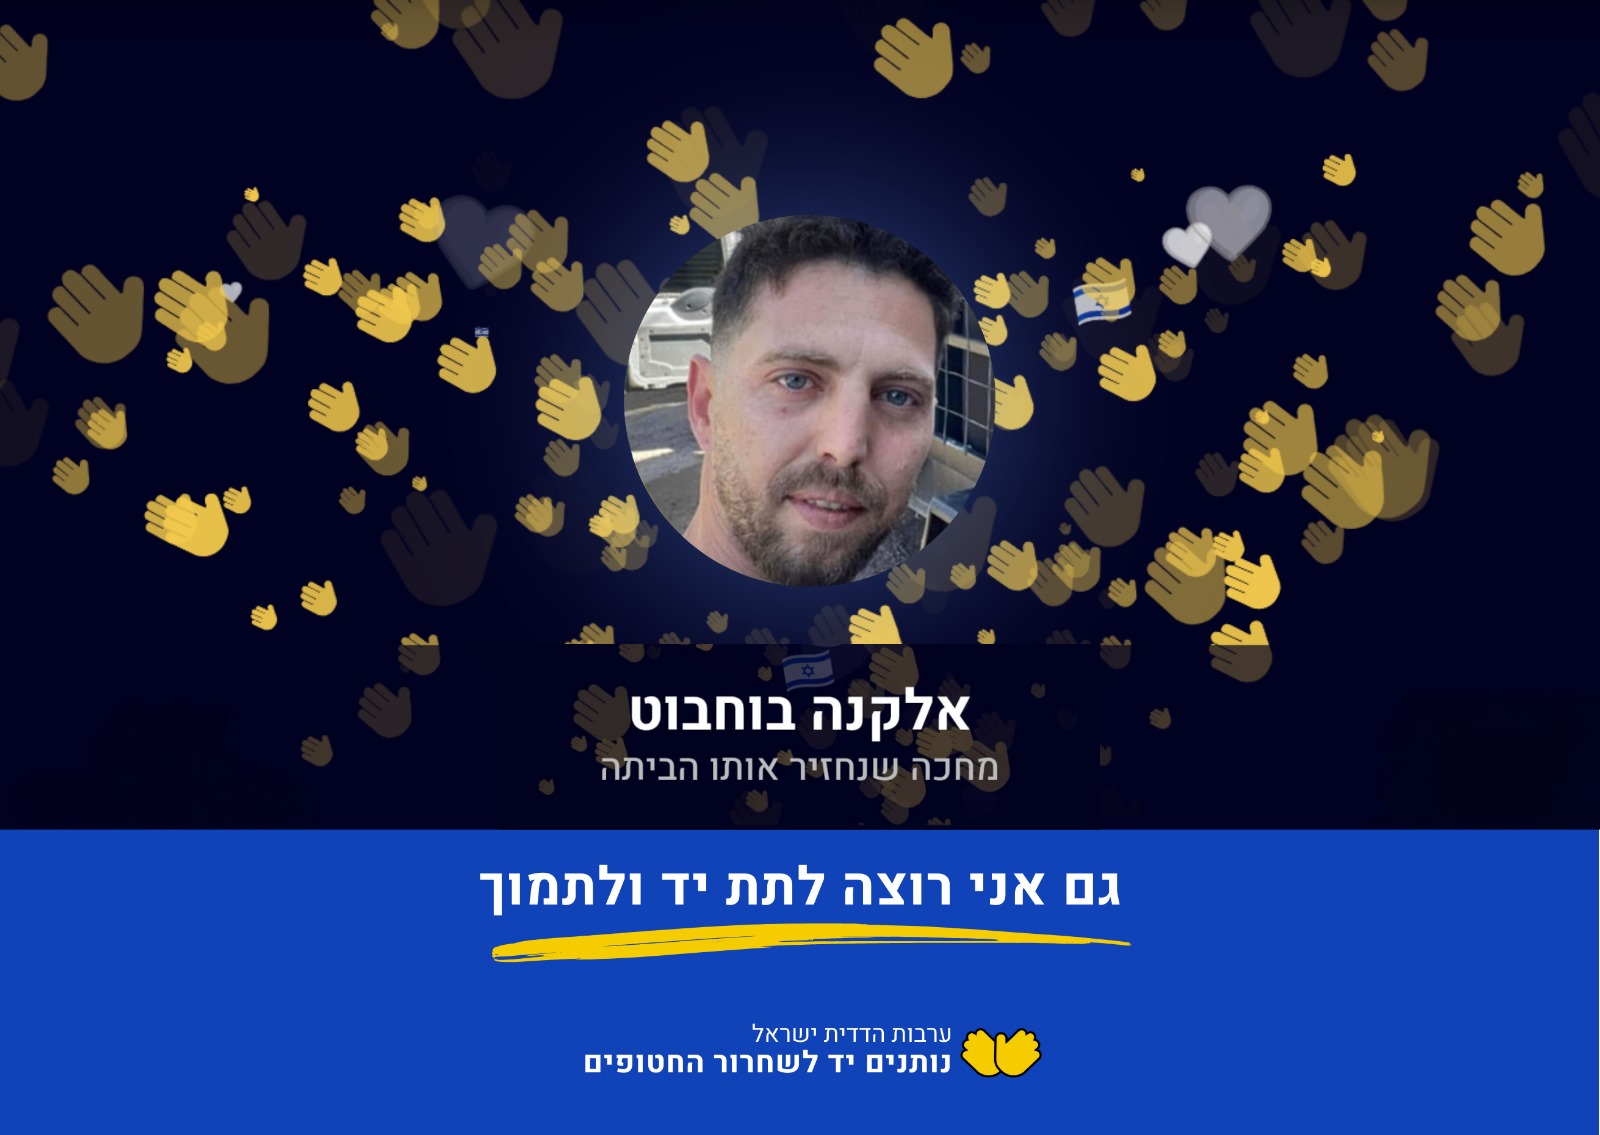 אלקנה בוחבוט
מחכה שנחזיר אותו הביתה
גם אני רוצה לתת יד ולתמוך
ערבות הדדית ישראל
נותנים יד לשחרור החטופים